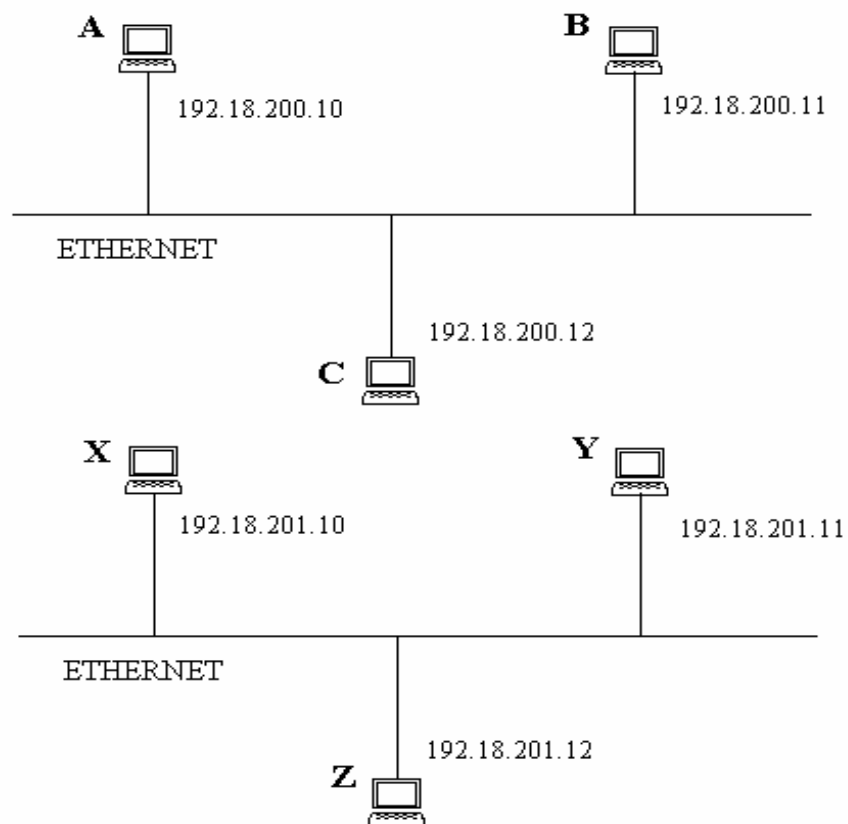 A
B
192.18.200.10
192.18.200.11
ETHERNET
192.18.200.12
C
X
Y
192.18.201.10
192.18.201.11
ETHERNET
192.18.201.12
Z